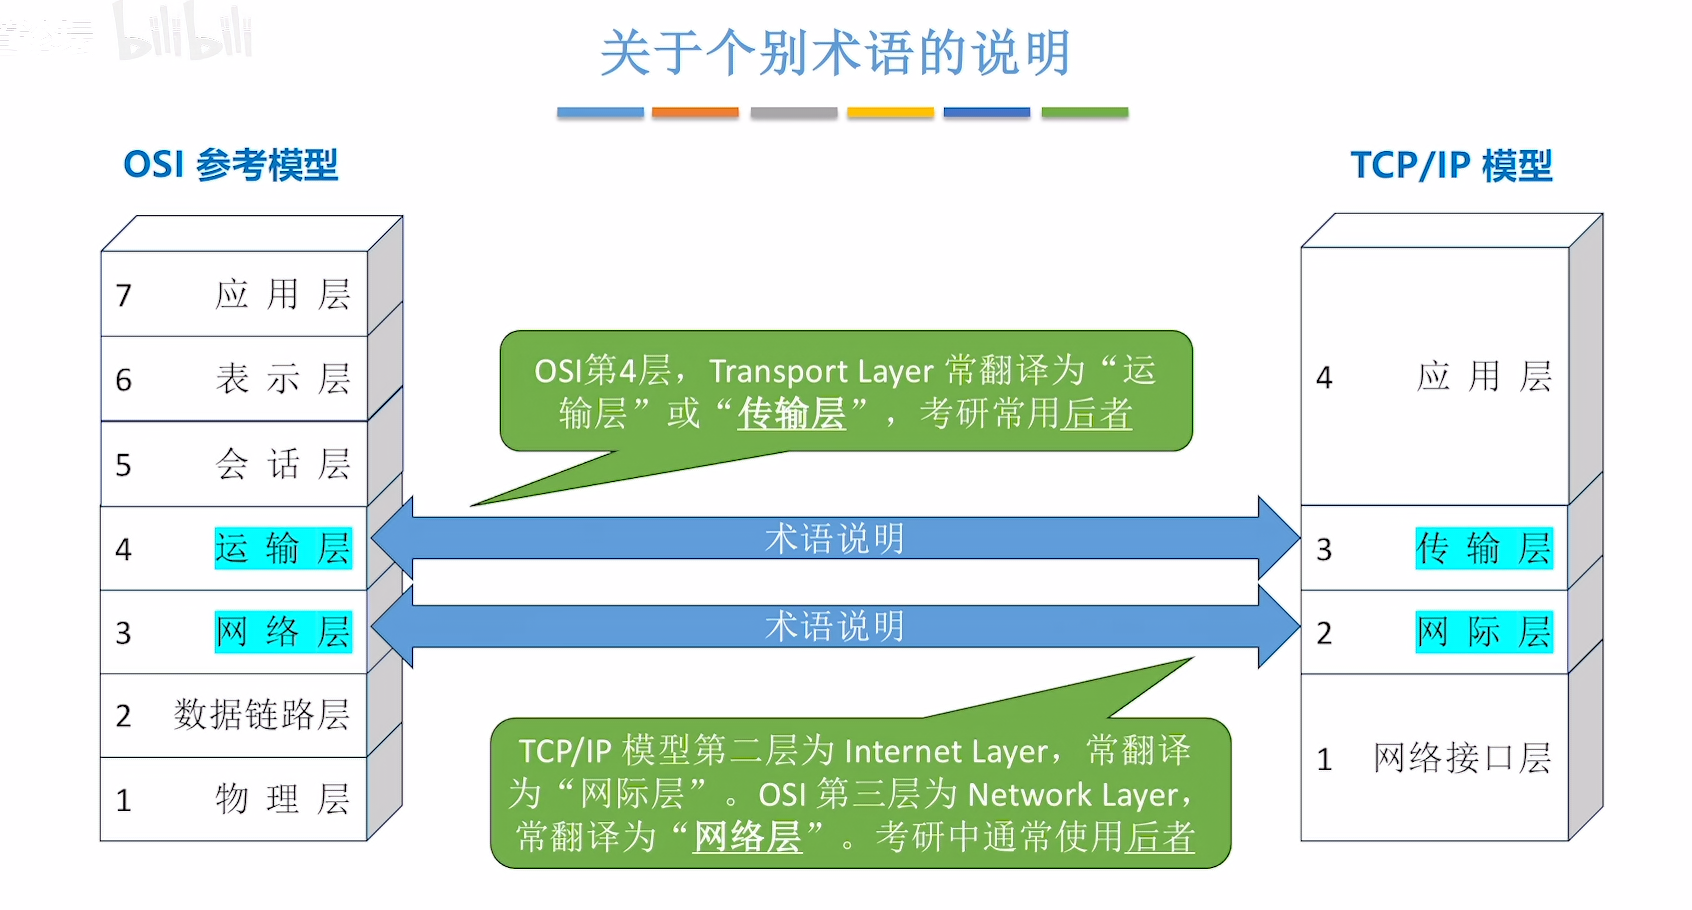 bilibili
关于个别术语的说明
OSI 参考模型
TCP/IP 模型
7 应用层
6 表示层
5 会话层
4 运输层
3 网络层
2 数据链路层
1 物理层
OSI第4层，Transport Layer 常翻译为“运
输层”或“传输层”，考研常用后者
术语说明
术语说明
TCP/IP 模型第二层为 Internet Layer，常翻译
为“网际层”。OSI 第三层为 Network Layer，
常翻译为“网络层”。考研中通常使用后者
4 应用层
3 传输层
2 网际层
1 网络接口层